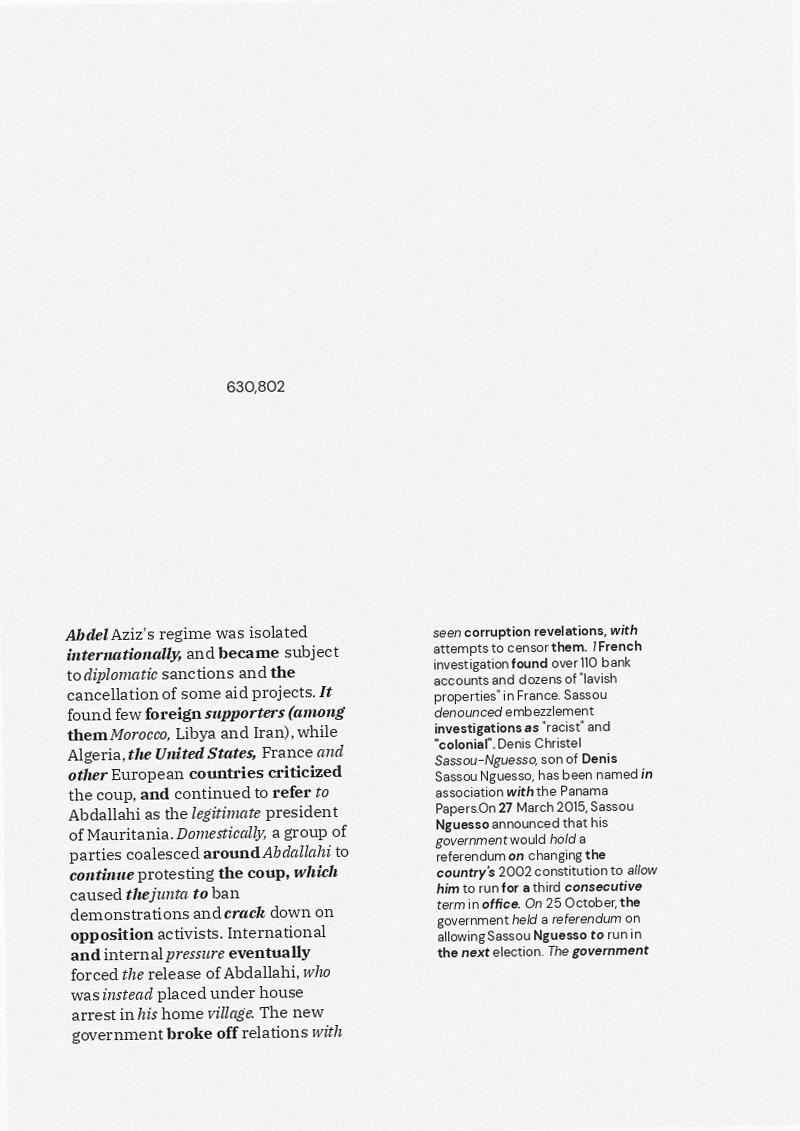 630,802
Abdel Aziz's regime was isolated
internationally, and became subject
to diplomatic sanctions and the
cancellation of some aid projects. It
found few foreign supporters (among
them Morocco, Libya and Iran), while
Algeria, the United States, France and
other European countries criticized
the coup, and continued to refer to
Abdallahi as the legitimate president
of Mauritania. Domestically, a group of
parties coalesced around Abdallahi to
continue protesting the coup, which
caused the junta to ban
demonstrations and crack down on
opposition activists. International
and internal pressure eventually
forced the release of Abdallahi, who
was instead placed under house
arrest in his home village. The new
government broke off relations with
seen corruption revelations, with
attempts to censor them. 1 French
investigation found over 110 bank
accounts and dozens of "lavish
properties" in France. Sassou
denounced embezzlement
investigations as "racist" and
"colonial". Denis Christel
Sassou-Nguesso, son of Denis
Sassou Nguesso, has been named in
association with the Panama
Papers.On 27 March 2015, Sassou
Nguesso announced that his
government would hold a
referendum on changing the
country's 2002 constitution to allow
him to run for a third consecutive
term in office. On 25 October, the
government held a referendum on
allowing Sassou Nguesso to run in
the next election. The government